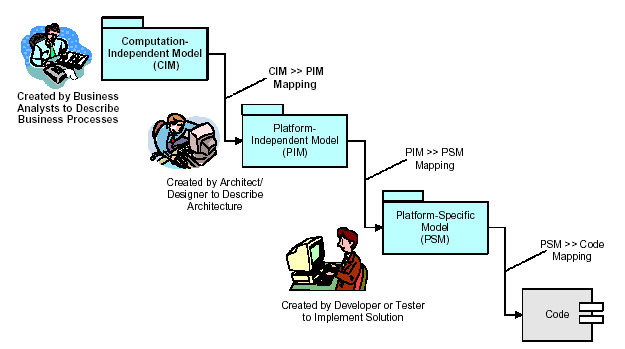 Computation-
Independent Model
(CIM)
Created by Business
Analysts to Describe
Business Processes
CIM >> PIM
Mapping
Platform-
Independent Model
(PIM)
Created by Architect/
Designer to Describe
Architecture
PIM >> PSM
Mapping
Platform-Specific
Model
(PSM)
Created by Developer or Tester
to Implement Solution
PSM >> Code
Mapping
Code